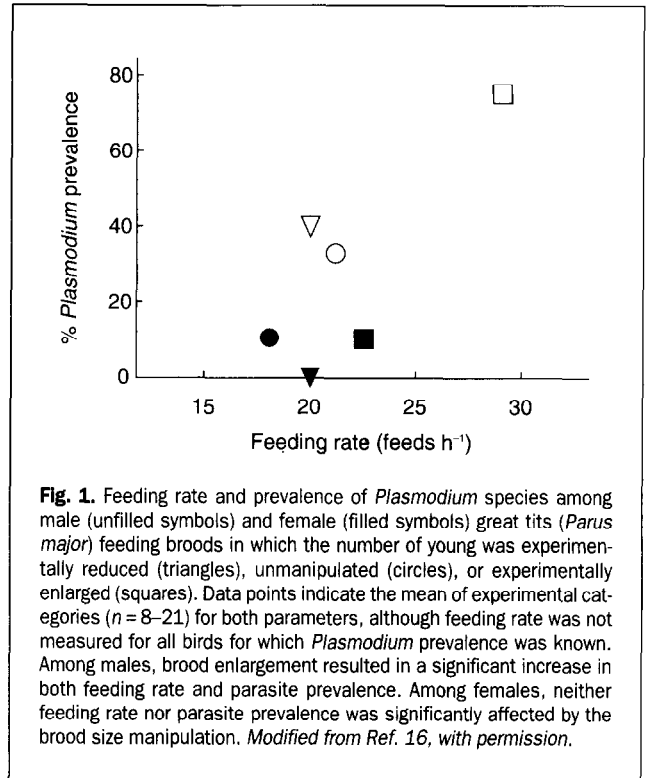 80
60
40
20
0
% Plasmodium prevalence
15 20 25 30
Feeding rate (feeds h⁻¹)
Fig. 1. Feeding rate and prevalence of Plasmodium species among
male (unfilled symbols) and female (filled symbols) great tits (Parus
major) feeding broods in which the number of young was experimen-
tally reduced (triangles), unmanipulated (circles), or experimentally
enlarged (squares). Data points indicate the mean of experimental cat-
egories (n = 8–21) for both parameters, although feeding rate was not
measured for all birds for which Plasmodium prevalence was known.
Among males, brood enlargement resulted in a significant increase in
both feeding rate and parasite prevalence. Among females, neither
feeding rate nor parasite prevalence was significantly affected by the
brood size manipulation. Modified from Ref. 16, with permission.